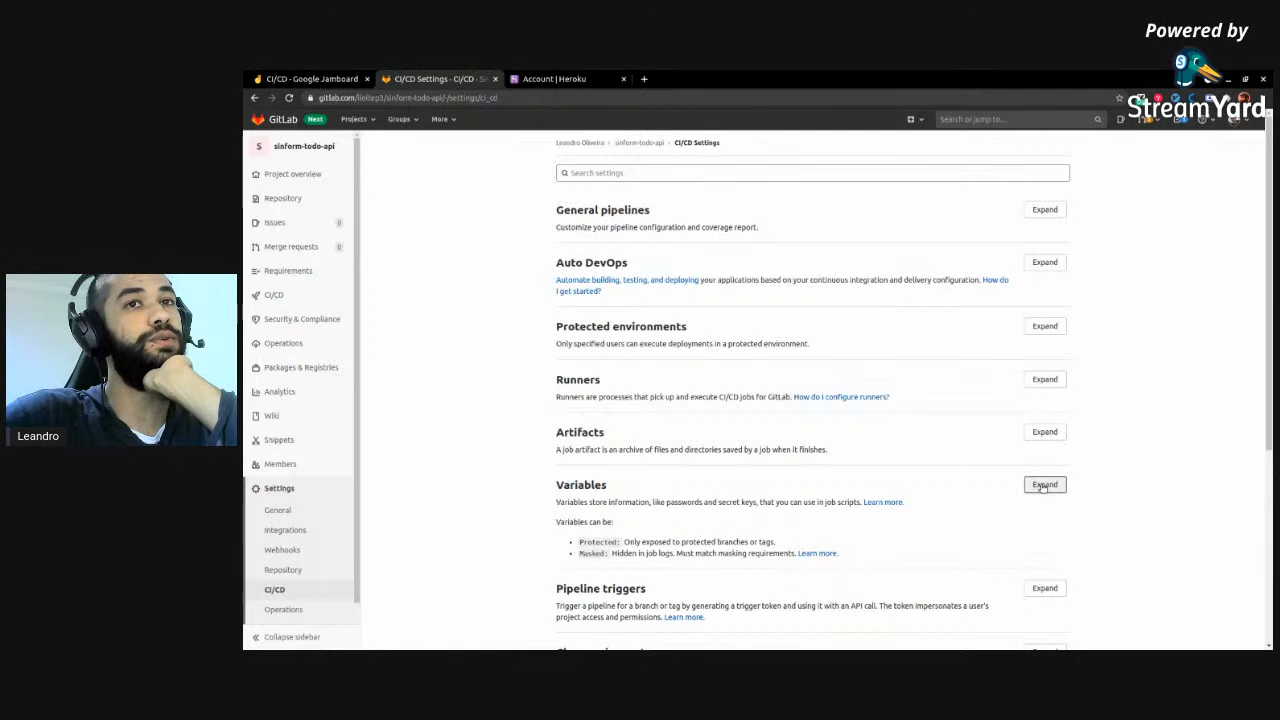 Powered by
StreamYard
CI/CD - Google Jamboard
CI/CD Settings · CI/CD · Se
Account | Heroku
gitlab.com/lleitep3/sinform-todo-api/-/settings/ci_cd
GitLab
Next
Projects
Groups
More
Search or jump to...
S
sinform-todo-api
Project overview
Repository
Issues
0
Merge requests
0
Requirements
CI/CD
Security & Compliance
Operations
Packages & Registries
Analytics
Wiki
Snippets
Members
Settings
General
Integrations
Webhooks
Repository
CI/CD
Operations
Collapse sidebar
Leandro Oliveira › sinform-todo-api › CI/CD Settings
Search settings
General pipelines
Expand
Customize your pipeline configuration and coverage report.
Auto DevOps
Expand
Automate building, testing, and deploying your applications based on your continuous integration and delivery configuration. How do
I get started?
Protected environments
Expand
Only specified users can execute deployments in a protected environment.
Runners
Expand
Runners are processes that pick up and execute CI/CD jobs for GitLab. How do I configure runners?
Artifacts
Expand
A job artifact is an archive of files and directories saved by a job when it finishes.
Variables
Expand
Variables store information, like passwords and secret keys, that you can use in job scripts. Learn more.
Variables can be:
• Protected: Only exposed to protected branches or tags.
• Masked: Hidden in job logs. Must match masking requirements. Learn more.
Pipeline triggers
Expand
Trigger a pipeline for a branch or tag by generating a trigger token and using it with an API call. The token impersonates a user's
project access and permissions. Learn more.
Leandro